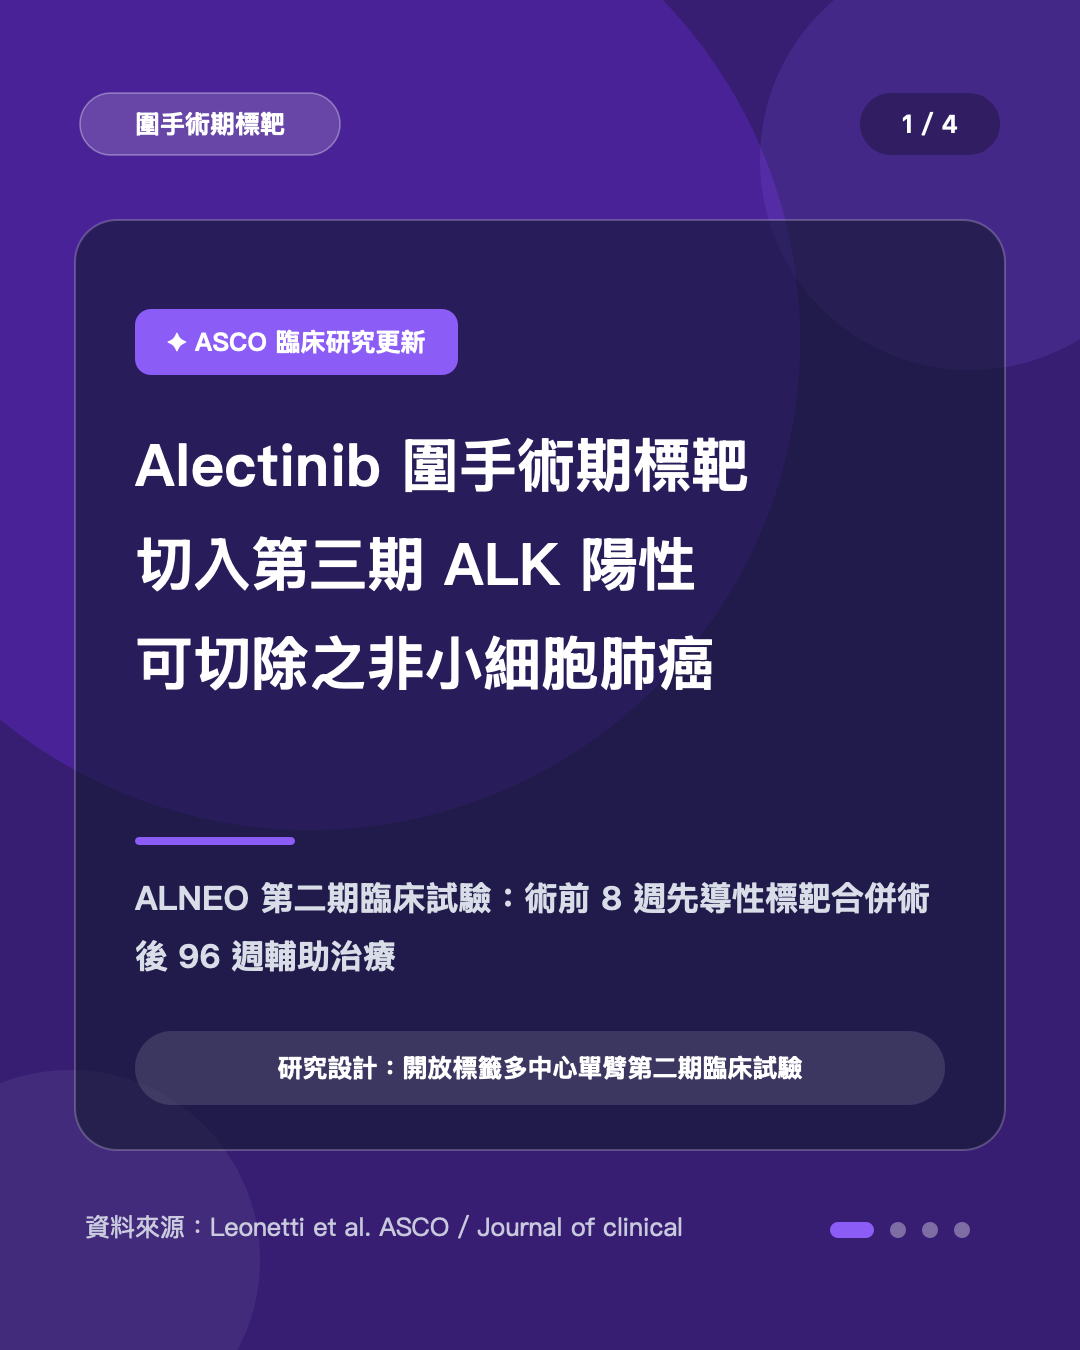 圍手術期標靶
1 / 4
✦ ASCO 臨床研究更新
Alectinib 圍手術期標靶
切入第三期 ALK 陽性
可切除之非小細胞肺癌
ALNEO 第二期臨床試驗：術前 8 週先導性標靶合併術
後 96 週輔助治療
研究設計：開放標籤多中心單臂第二期臨床試驗
資料來源：Leonetti et al. ASCO / Journal of clinical